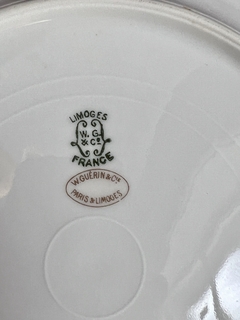 LIMOGES
W. G.
& Co
FRANCE
W. GUÉRIN & CIE
PARIS & LIMOGES